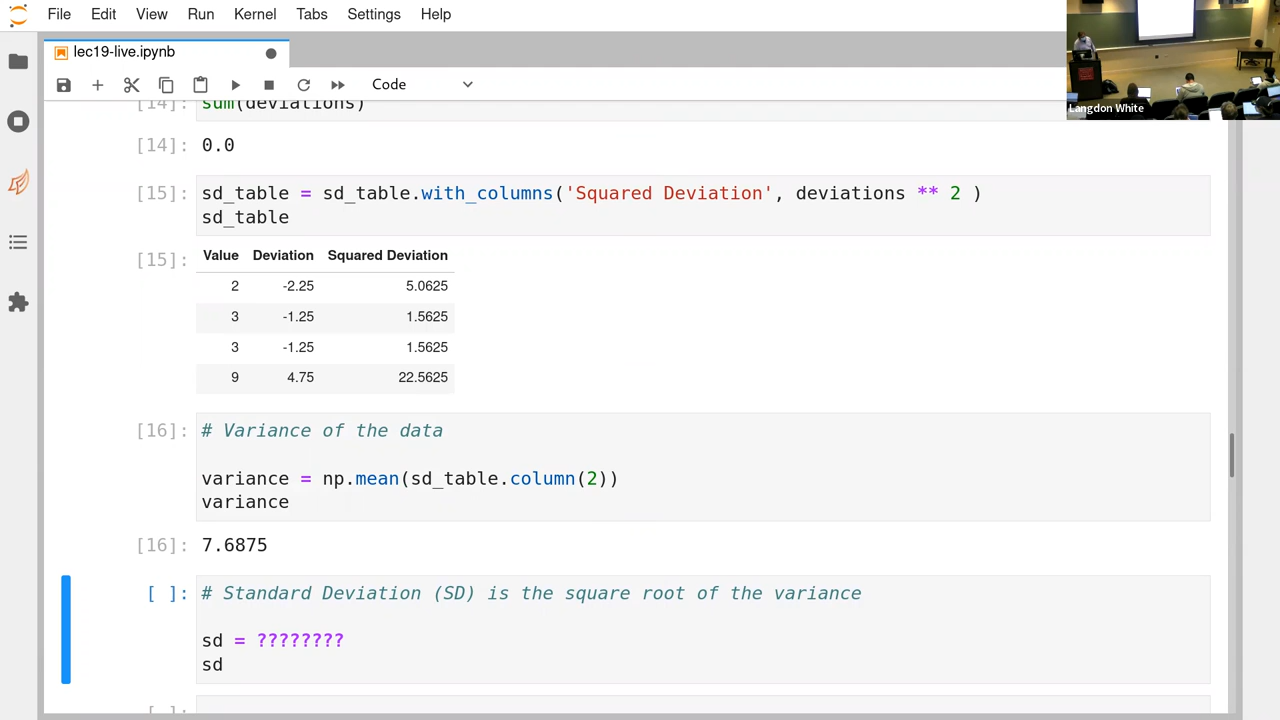 File Edit View Run Kernel Tabs Settings Help
lec19-live.ipynb
Code
Langdon White
[14]: sum(deviations)
[14]: 0.0
[15]: sd_table = sd_table.with_columns('Squared Deviation', deviations ** 2 )
sd_table
[15]: Value Deviation Squared Deviation
2 -2.25 5.0625
3 -1.25 1.5625
3 -1.25 1.5625
9 4.75 22.5625
[16]: # Variance of the data
variance = np.mean(sd_table.column(2))
variance
[16]: 7.6875
[ ]: # Standard Deviation (SD) is the square root of the variance
sd = ????????
sd
[ ]: